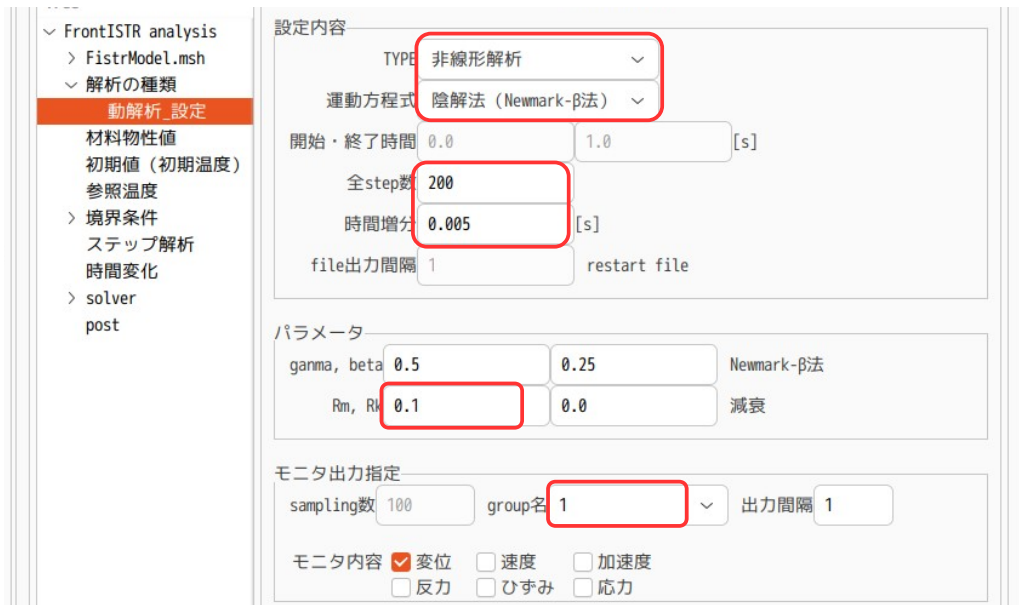 FrontISTR analysis
FistrModel.msh
解析の種類
動解析_設定
材料物性値
初期値（初期温度）
参照温度
境界条件
ステップ解析
時間変化
solver
post
設定内容
TYPE 非線形解析
運動方程式 陰解法（Newmark-β法）
開始・終了時間 0.0 1.0 [s]
全step数 200
時間増分 0.005 [s]
file出力間隔 1 restart file
パラメータ
ganma, beta 0.5 0.25 Newmark-β法
Rm, Rk 0.1 0.0 減衰
モニタ出力指定
sampling数 100 group名 1 出力間隔 1
モニタ内容 変位 速度 加速度
反力 ひずみ 応力